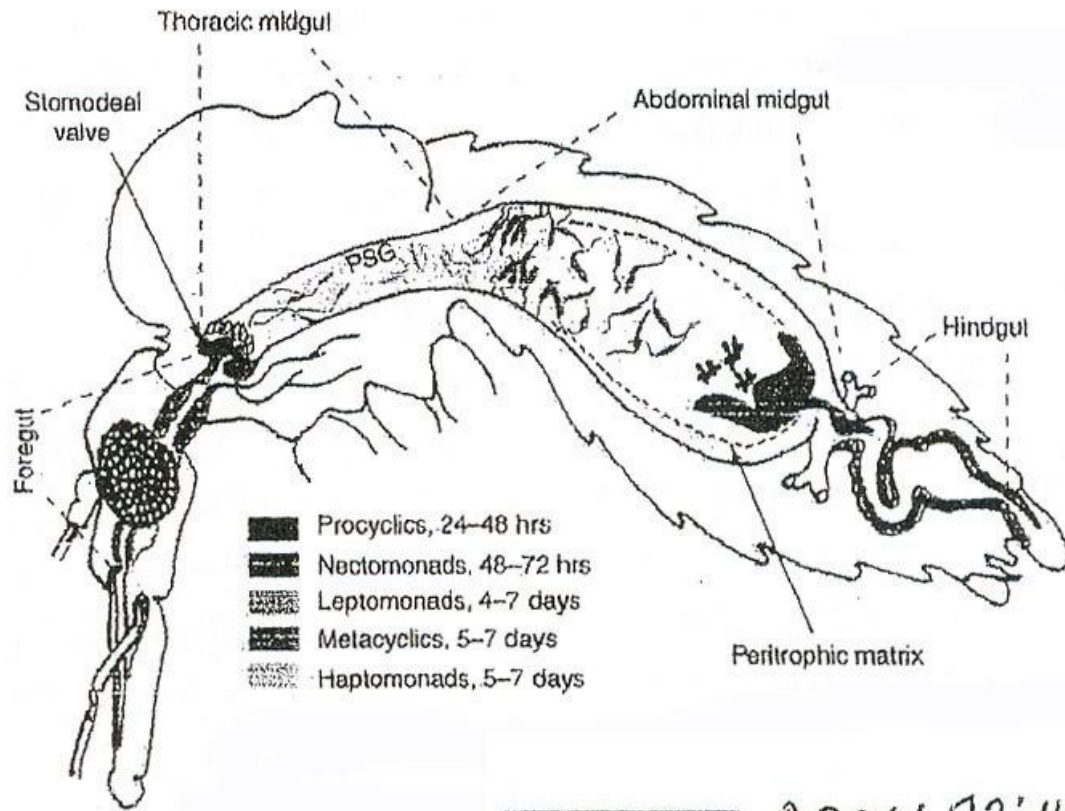 Thoracic midgut
Stomodeal
valve
Abdominal midgut
PSG
Hindgut
Foregut
Procyclics, 24–48 hrs
Nectomonads, 48–72 hrs
Leptomonads, 4–7 days
Metacyclics, 5–7 days
Haptomonads, 5–7 days
Peritrophic matrix